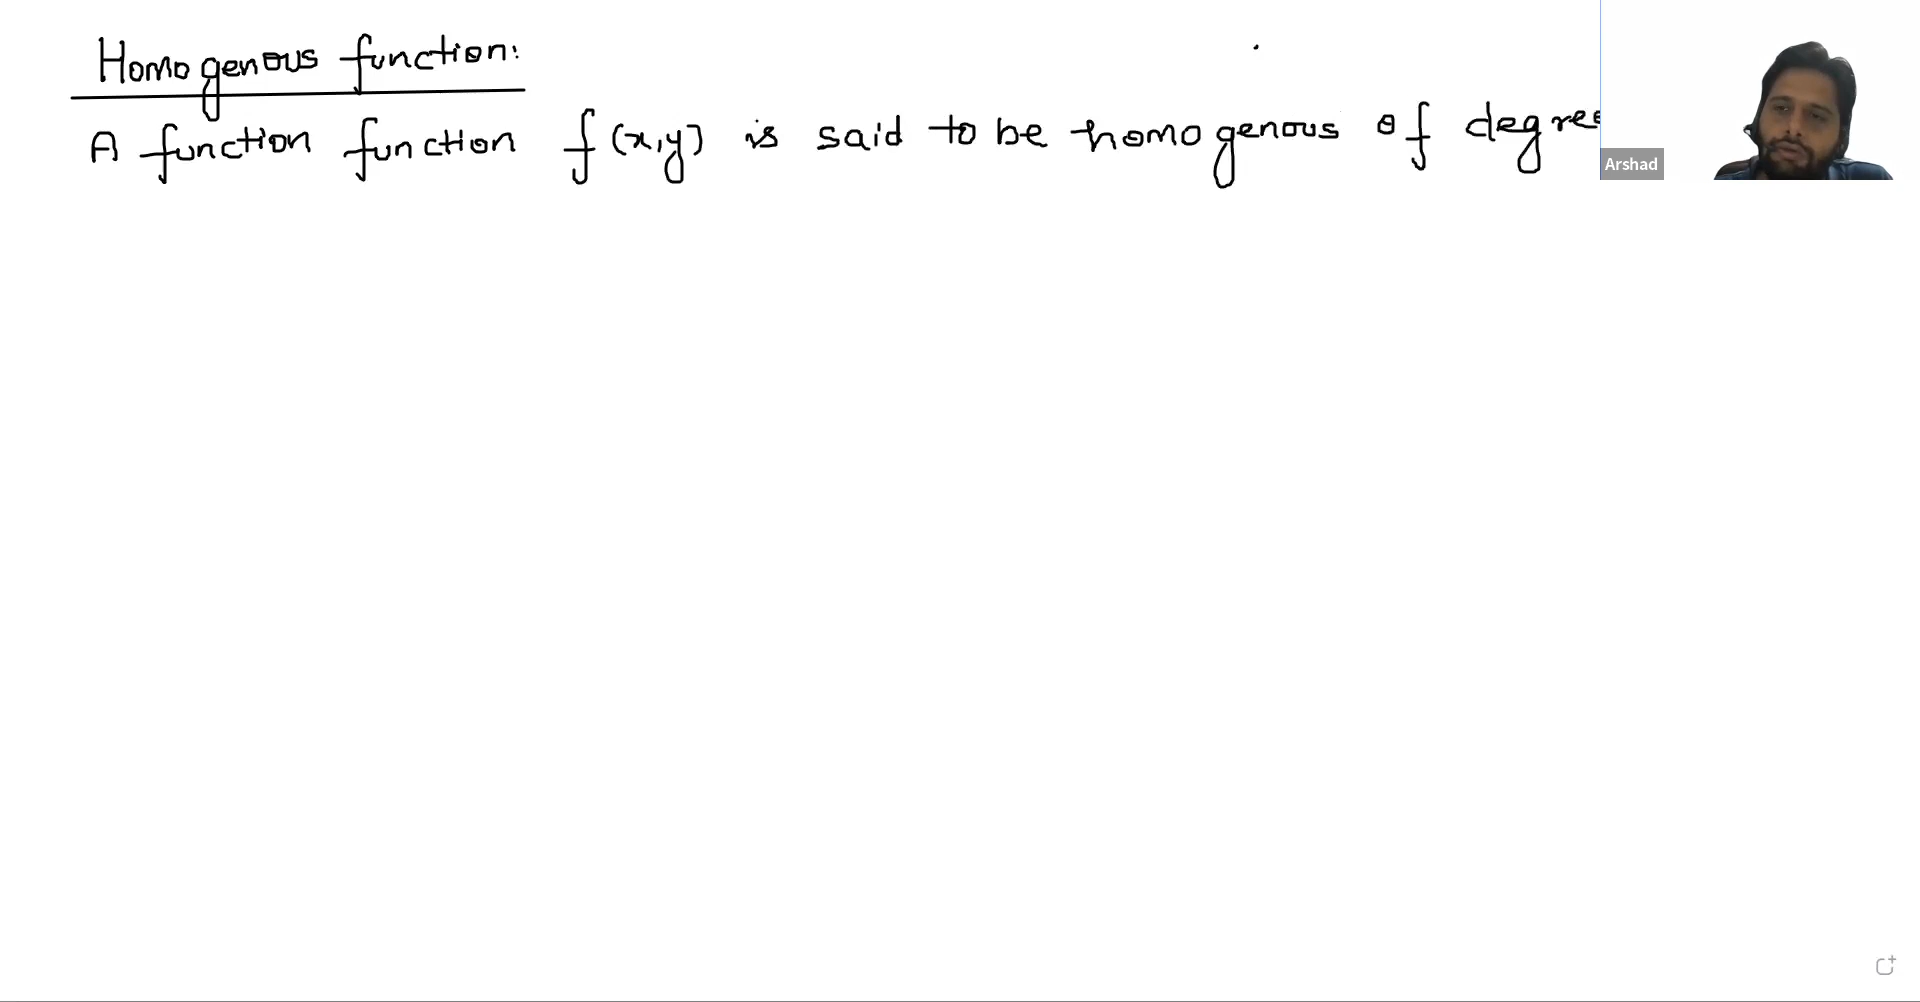 Homogenous function:
A function function f(x,y) is said to be homogenous of degree
Arshad